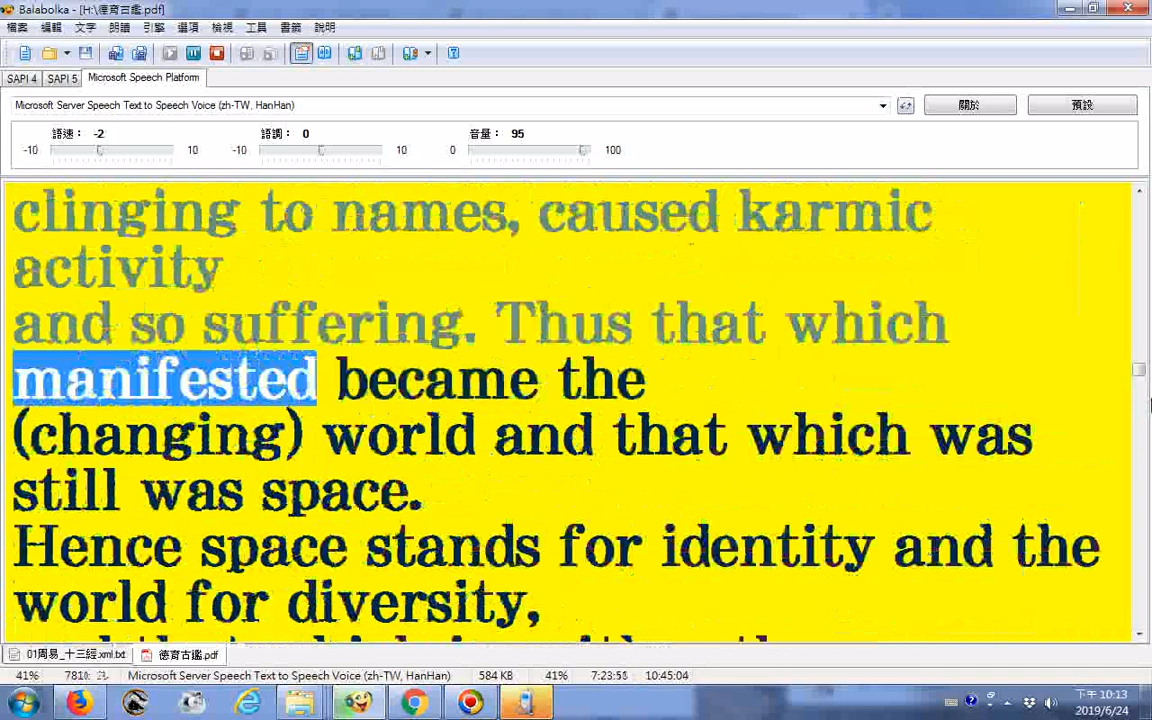 Balabolka - [H:\德育古鑑.pdf]
檔案 編輯 文字 朗讀 引擎 選項 檢視 工具 書籤 說明
SAPI 4 SAPI 5 Microsoft Speech Platform
Microsoft Server Speech Text to Speech Voice (zh-TW, HanHan) 關於 預設
語速： -2 語調： 0 音量： 95
-10 10 -10 10 0 100
clinging to names, caused karmic
activity
and so suffering. Thus that which
manifested became the
(changing) world and that which was
still was space.
Hence space stands for identity and the
world for diversity,
01周易_十三經.xml.txt 德育古鑑.pdf
41% Microsoft Server Speech Text to Speech Voice (zh-TW, HanHan) 584 KB 41% 7:23:58 10:45:04
下午 10:13
2019/6/24